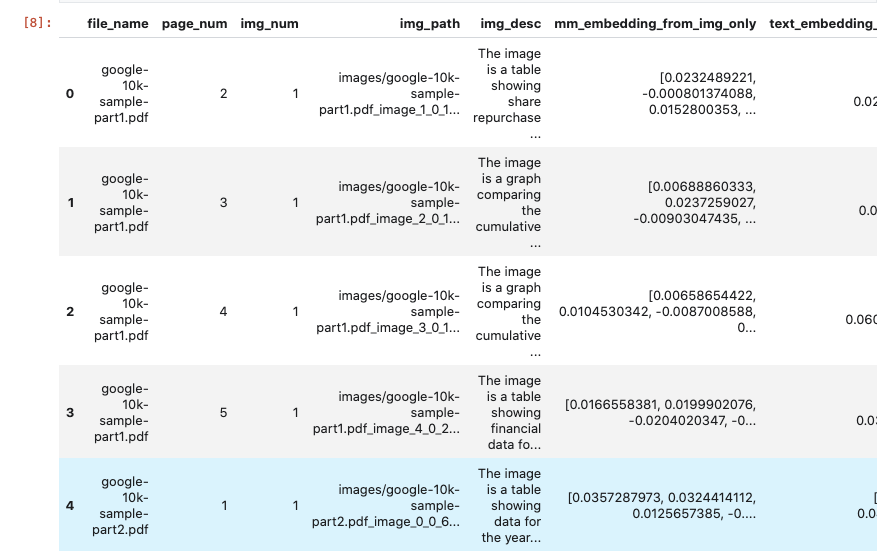 [8]:
file_name page_num img_num img_path img_desc mm_embedding_from_img_only text_embedding_
0
google-
10k-
sample-
part1.pdf
2
1
images/google-10k-
sample-
part1.pdf_image_1_0_1...
The image
is a table
showing
share
repurchase
...
[0.0232489221,
-0.000801374088,
0.0152800353, ...
0.02
1
google-
10k-
sample-
part1.pdf
3
1
images/google-10k-
sample-
part1.pdf_image_2_0_1...
The image
is a graph
comparing
the
cumulative
...
[0.00688860333,
0.0237259027,
-0.00903047435, ...
0.0
2
google-
10k-
sample-
part1.pdf
4
1
images/google-10k-
sample-
part1.pdf_image_3_0_1...
The image
is a graph
comparing
the
cumulative
...
[0.00658654422,
0.0104530342, -0.0087008588,
0...
0.060
3
google-
10k-
sample-
part1.pdf
5
1
images/google-10k-
sample-
part1.pdf_image_4_0_2...
The image
is a table
showing
financial
data fo...
[0.0166558381, 0.0199902076,
-0.0204020347, -0...
0.03
4
google-
10k-
sample-
part2.pdf
1
1
images/google-10k-
sample-
part2.pdf_image_0_0_6...
The image
is a table
showing
data for
the year...
[0.0357287973, 0.0324414112,
0.0125657385, -0....
[
0.0